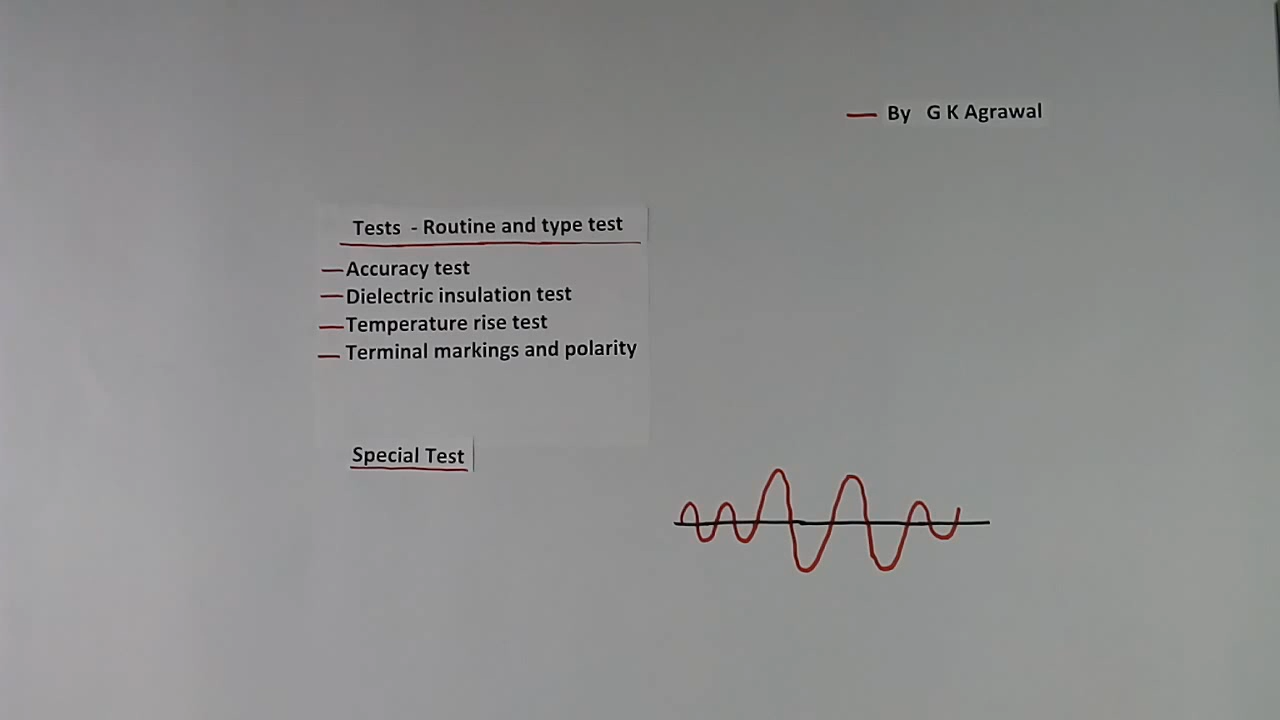 — By G K Agrawal
Tests - Routine and type test
— Accuracy test
— Dielectric insulation test
— Temperature rise test
— Terminal markings and polarity
Special Test